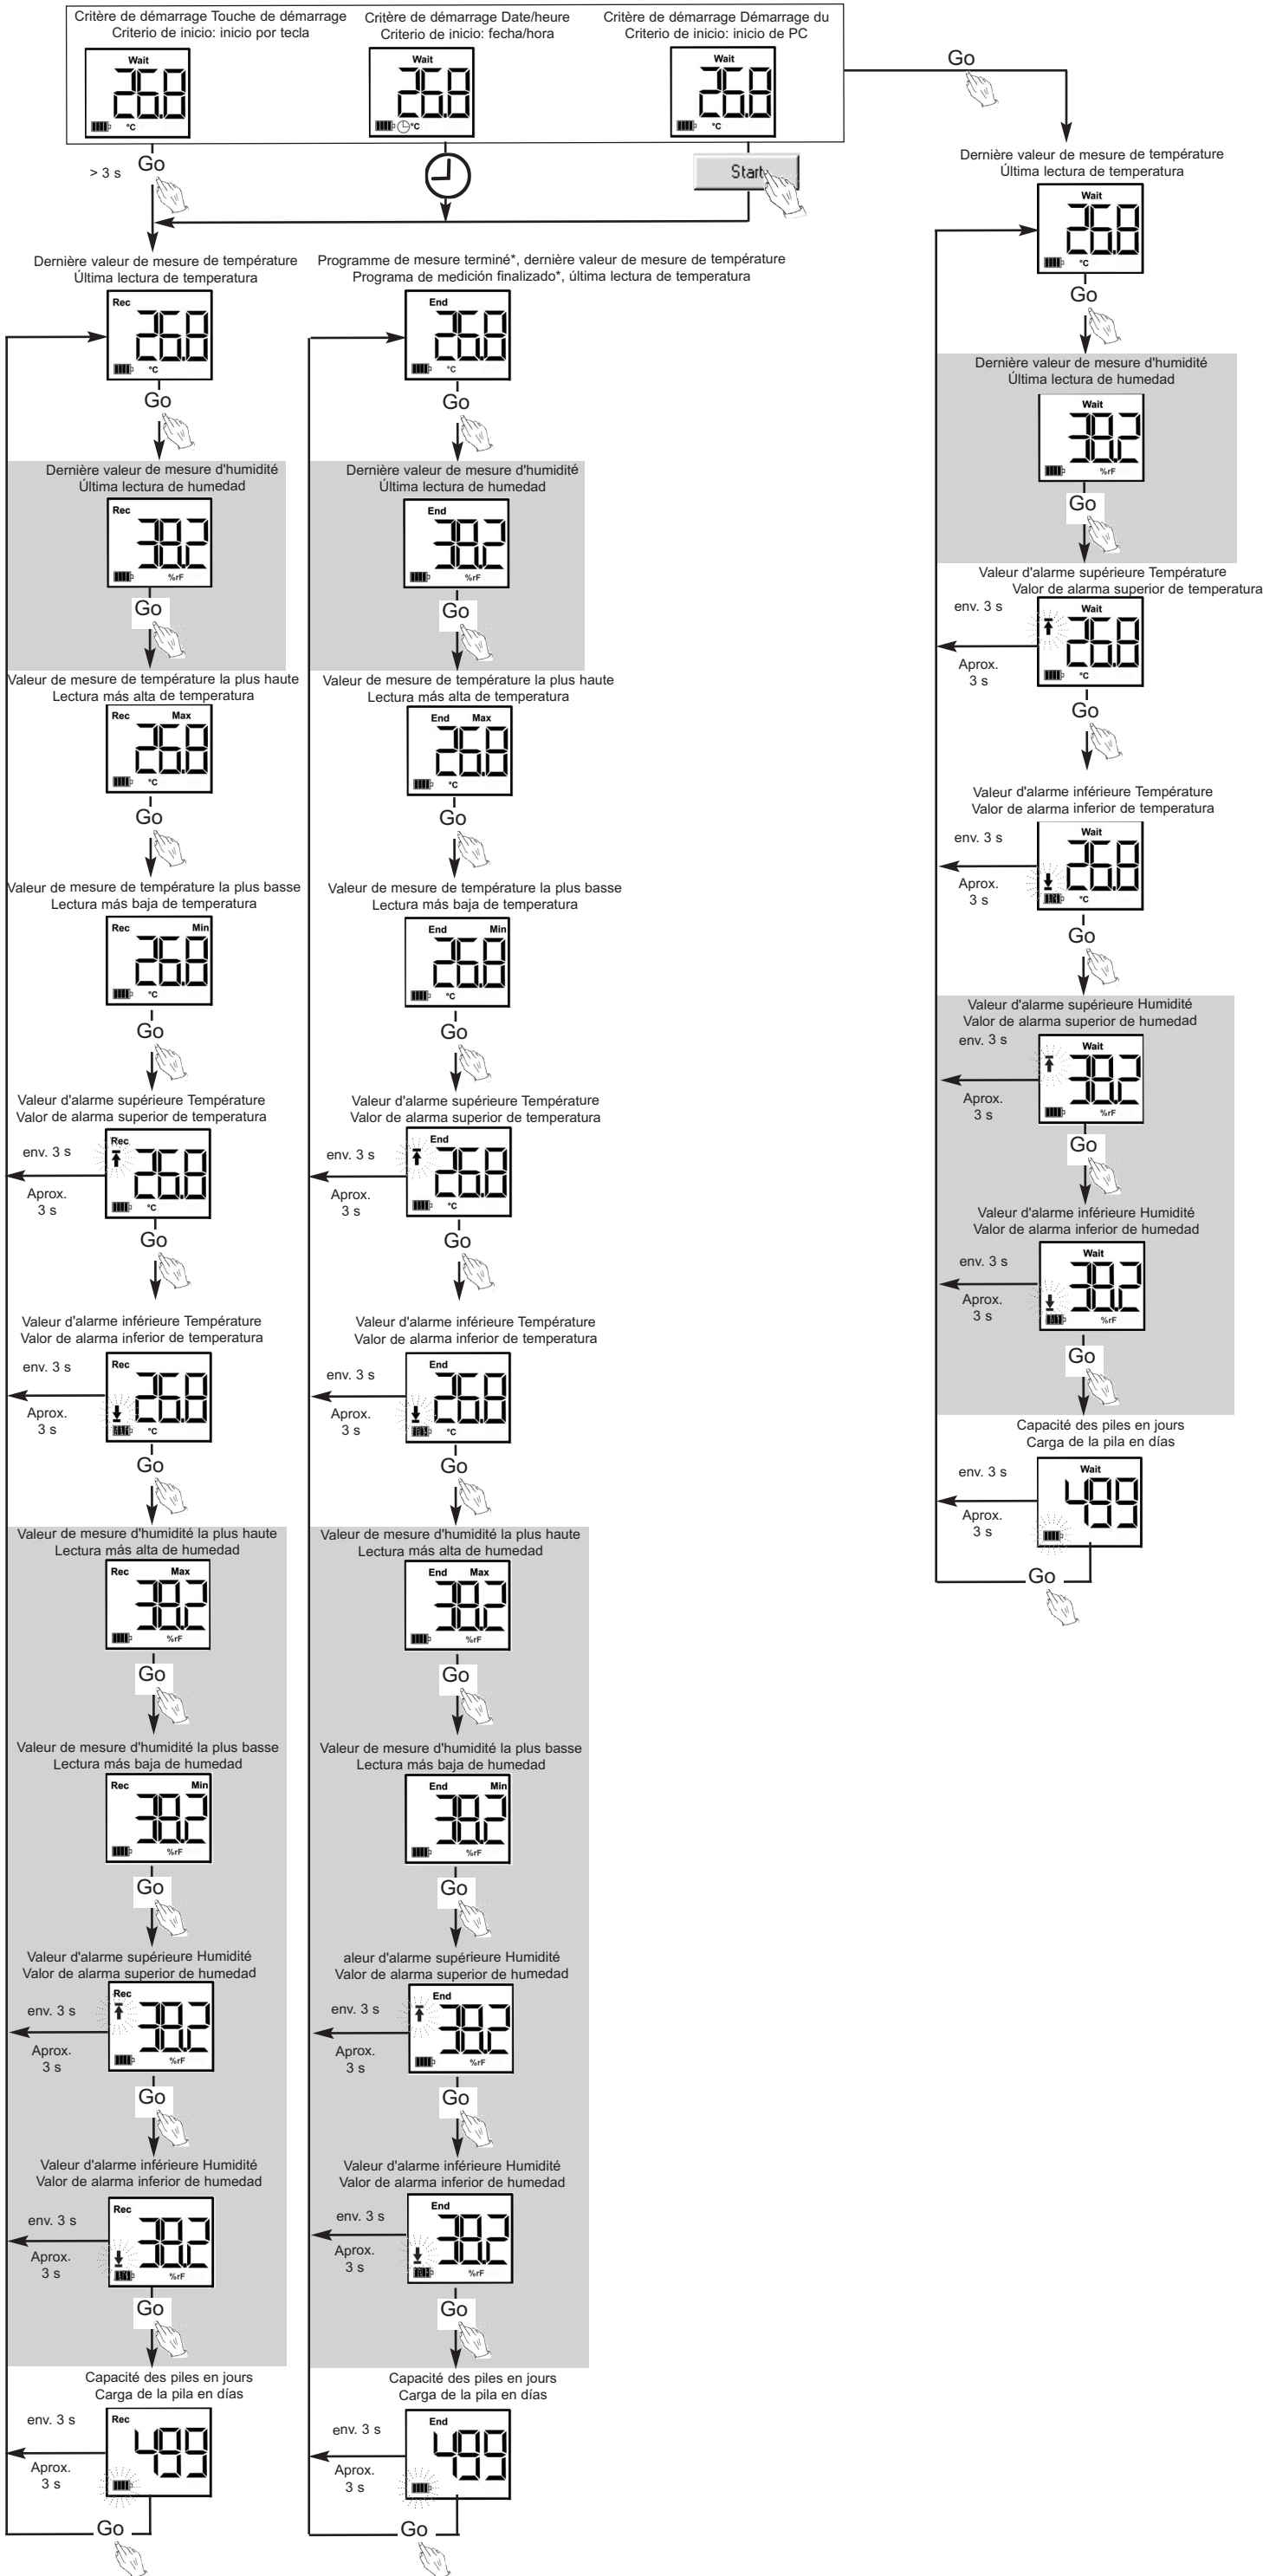 Critère de démarrage Touche de démarrage
Criterio de inicio: inicio por tecla
Wait
26.8
°C
Critère de démarrage Date/heure
Criterio de inicio: fecha/hora
Wait
26.8
°C
Critère de démarrage Démarrage du
Criterio de inicio: inicio de PC
Wait
26.8
°C
Go
> 3 s
Go
Start
Dernière valeur de mesure de température
Última lectura de temperatura
Rec
26.8
°C
Go
Dernière valeur de mesure d'humidité
Última lectura de humedad
Rec
38.2
%rF
Go
Valeur de mesure de température la plus haute
Lectura más alta de temperatura
Rec Max
26.8
°C
Go
Valeur de mesure de température la plus basse
Lectura más baja de temperatura
Rec Min
26.8
°C
Go
Valeur d'alarme supérieure Température
Valor de alarma superior de temperatura
env. 3 s
Aprox.
3 s
Rec
26.8
°C
Go
Valeur d'alarme inférieure Température
Valor de alarma inferior de temperatura
env. 3 s
Aprox.
3 s
Rec
26.8
°C
Go
Valeur de mesure d'humidité la plus haute
Lectura más alta de humedad
Rec Max
38.2
%rF
Go
Valeur de mesure d'humidité la plus basse
Lectura más baja de humedad
Rec Min
38.2
%rF
Go
Valeur d'alarme supérieure Humidité
Valor de alarma superior de humedad
env. 3 s
Aprox.
3 s
Rec
38.2
%rF
Go
Valeur d'alarme inférieure Humidité
Valor de alarma inferior de humedad
env. 3 s
Aprox.
3 s
Rec
38.2
%rF
Go
Capacité des piles en jours
Carga de la pila en días
env. 3 s
Aprox.
3 s
Rec
499
Go
Programme de mesure terminé*, dernière valeur de mesure de température
Programa de medición finalizado*, última lectura de temperatura
End
26.8
°C
Go
Dernière valeur de mesure d'humidité
Última lectura de humedad
End
38.2
%rF
Go
Valeur de mesure de température la plus haute
Lectura más alta de temperatura
End Max
26.8
°C
Go
Valeur de mesure de température la plus basse
Lectura más baja de temperatura
End Min
26.8
°C
Go
Valeur d'alarme supérieure Température
Valor de alarma superior de temperatura
env. 3 s
Aprox.
3 s
End
26.8
°C
Go
Valeur d'alarme inférieure Température
Valor de alarma inferior de temperatura
env. 3 s
Aprox.
3 s
End
26.8
°C
Go
Valeur de mesure d'humidité la plus haute
Lectura más alta de humedad
End Max
38.2
%rF
Go
Valeur de mesure d'humidité la plus basse
Lectura más baja de humedad
End Min
38.2
%rF
Go
aleur d'alarme supérieure Humidité
Valor de alarma superior de humedad
env. 3 s
Aprox.
3 s
End
38.2
%rF
Go
Valeur d'alarme inférieure Humidité
Valor de alarma inferior de humedad
env. 3 s
Aprox.
3 s
End
38.2
%rF
Go
Capacité des piles en jours
Carga de la pila en días
env. 3 s
Aprox.
3 s
End
499
Go
Dernière valeur de mesure de température
Última lectura de temperatura
Wait
26.8
°C
Go
Dernière valeur de mesure d'humidité
Última lectura de humedad
Wait
38.2
%rF
Go
Valeur d'alarme supérieure Température
Valor de alarma superior de temperatura
env. 3 s
Aprox.
3 s
Wait
26.8
°C
Go
Valeur d'alarme inférieure Température
Valor de alarma inferior de temperatura
env. 3 s
Aprox.
3 s
Wait
26.8
°C
Go
Valeur d'alarme supérieure Humidité
Valor de alarma superior de humedad
env. 3 s
Aprox.
3 s
Wait
38.2
%rF
Go
Valeur d'alarme inférieure Humidité
Valor de alarma inferior de humedad
env. 3 s
Aprox.
3 s
Wait
38.2
%rF
Go
Capacité des piles en jours
Carga de la pila en días
env. 3 s
Aprox.
3 s
Wait
499
Go